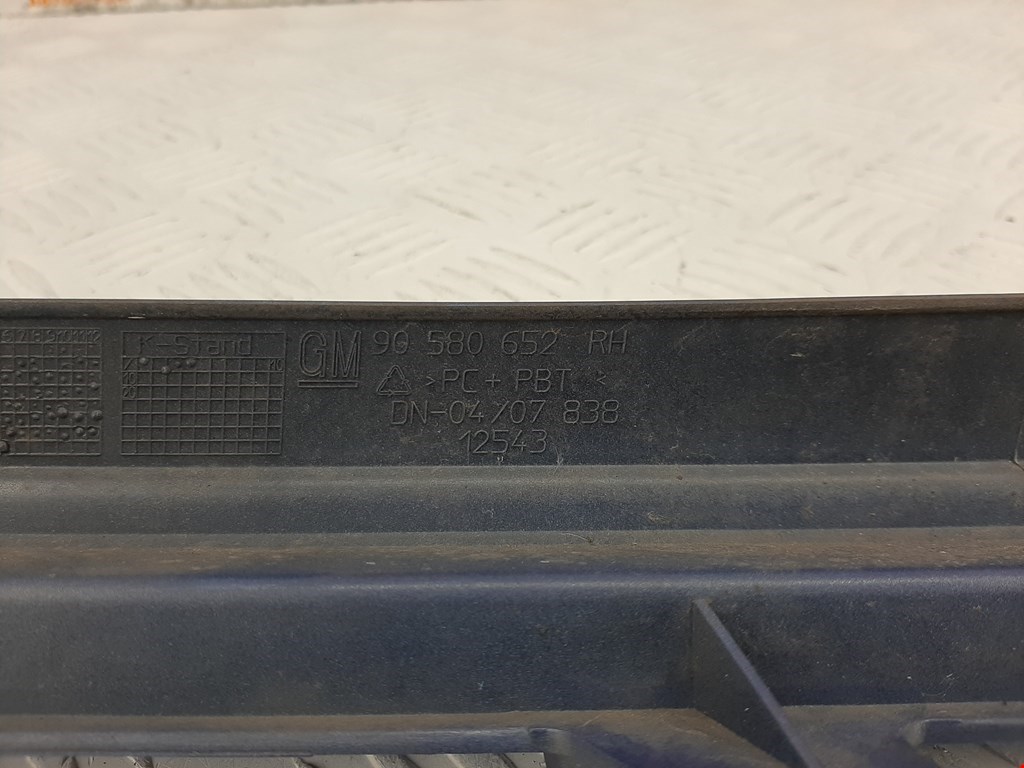 K-Stand
GM 90 580 652 RH
>PC+PBT<
DN-04/07 838
12543